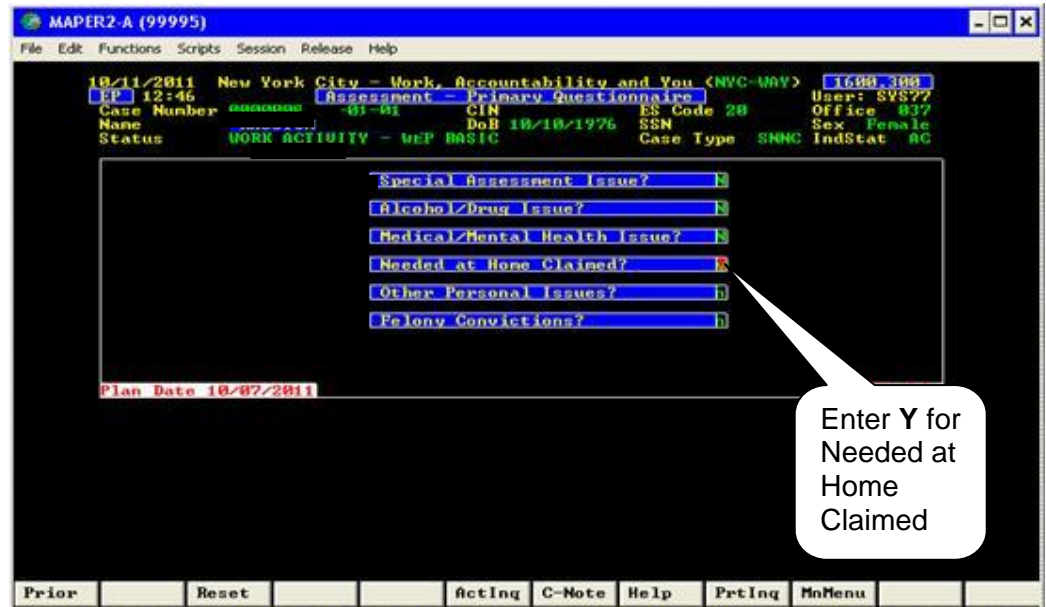 MAPER2-A (99995)
File Edit Functions Scripts Session Release Help
10/11/2011 New York City - Work, Accountability and You <NYC-WAY> 1600,300
EP 12:46 Assessment - Primary Questionnaire User: SYS77
Case Number -01-01 CIN ES Code 20 Office 037
Name DoB 10/10/1976 SSN Sex Female
Status WORK ACTIVITY - WEP BASIC Case Type SNNC IndStat AC
Special Assessment Issue? N
Alcohol/Drug Issue? N
Medical/Mental Health Issue? N
Needed at Home Claimed?
Other Personal Issues? n
Felony Convictions? n
Plan Date 10/07/2011
Enter Y for
Needed at
Home
Claimed
Prior Reset ActInq C-Note Help PrtInq MnMenu